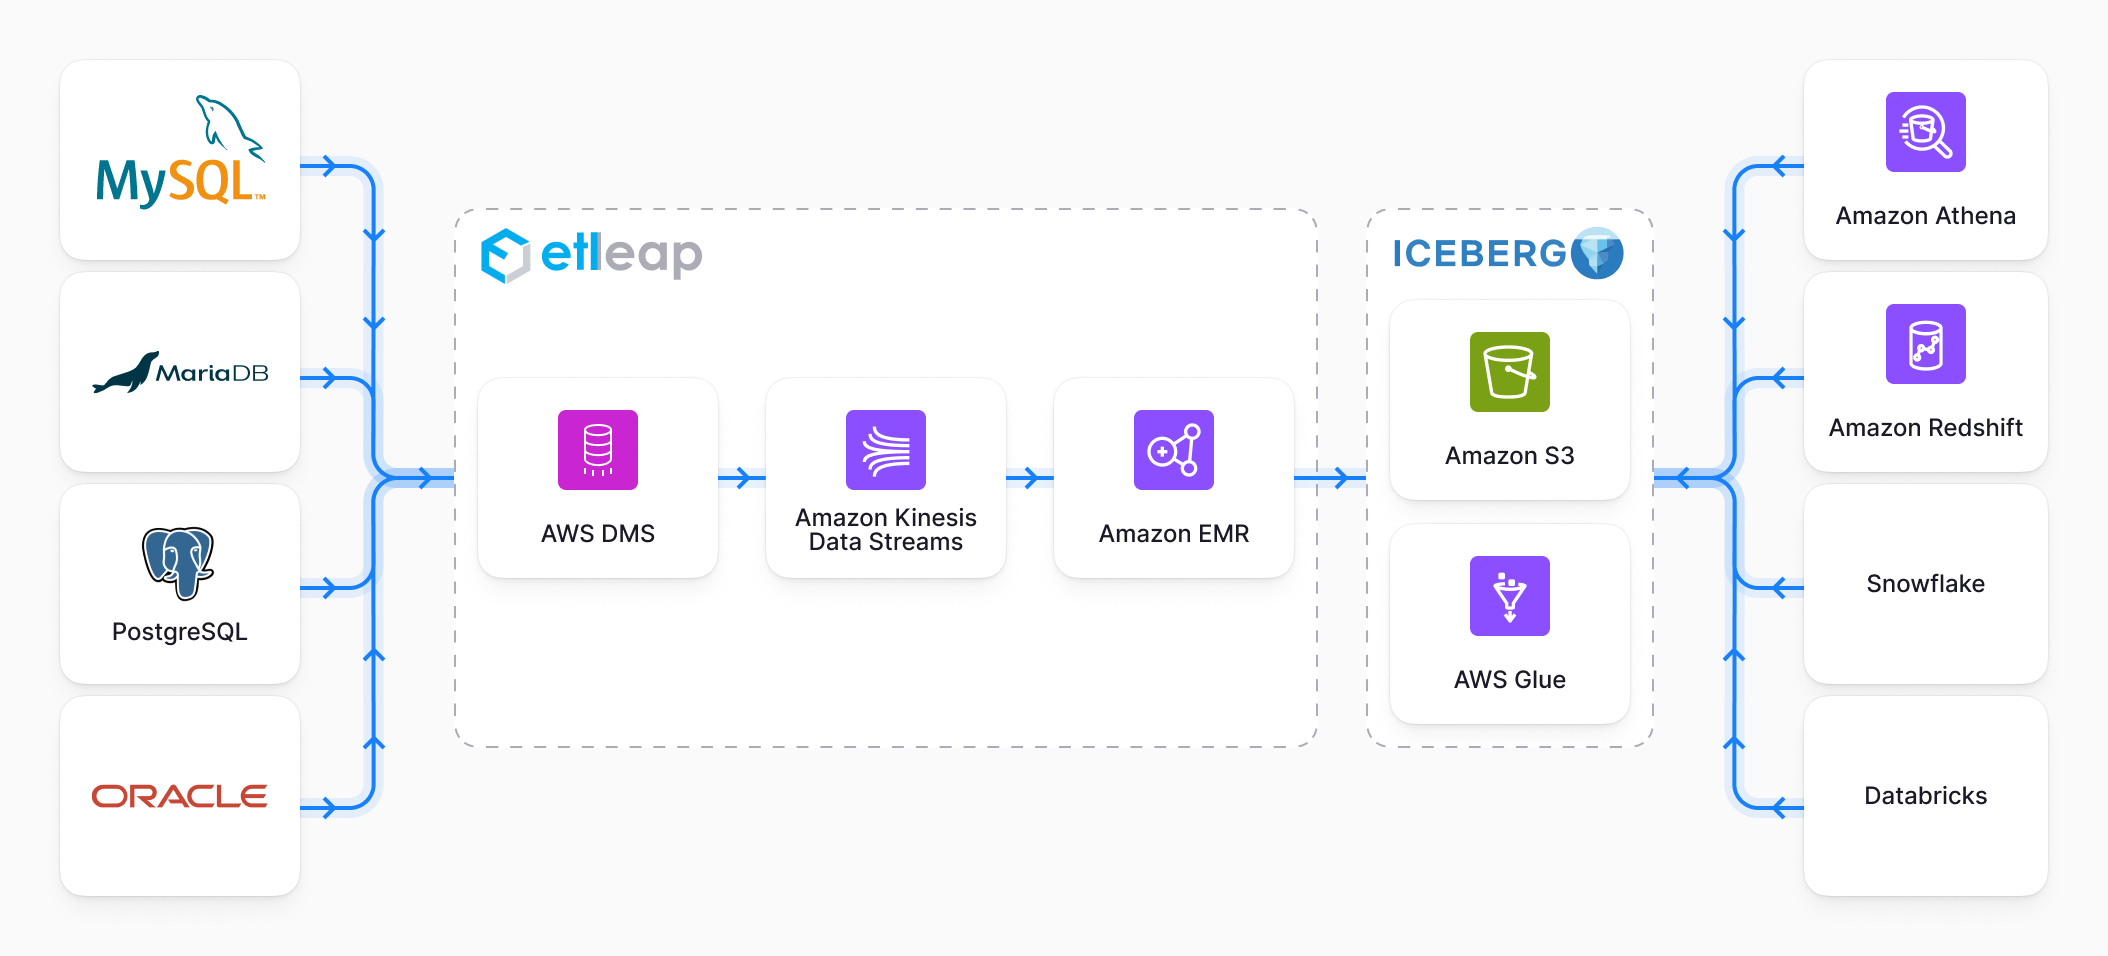 MySQL™
MariaDB
PostgreSQL
ORACLE
etleap
AWS DMS
Amazon Kinesis
Data Streams
Amazon EMR
ICEBERG
Amazon S3
AWS Glue
Amazon Athena
Amazon Redshift
Snowflake
Databricks